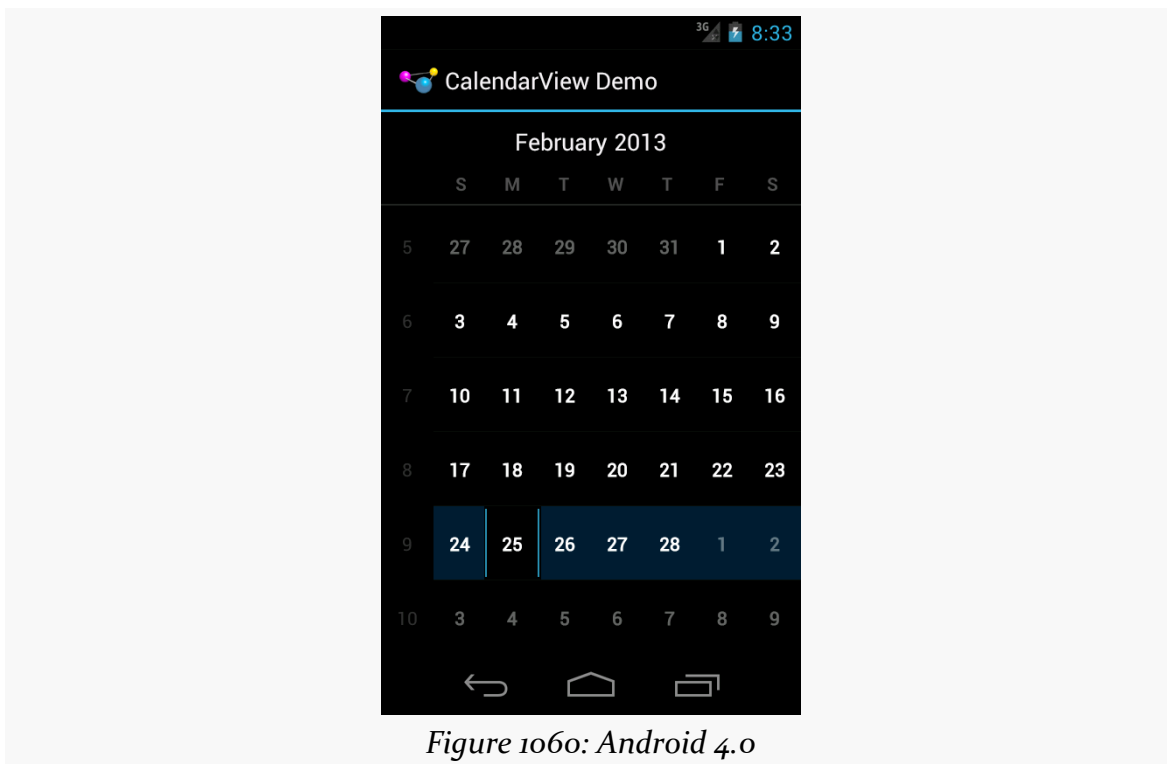 3G 8:33
CalendarView Demo
February 2013
S M T W T F S
5 27 28 29 30 31 1 2
6 3 4 5 6 7 8 9
7 10 11 12 13 14 15 16
8 17 18 19 20 21 22 23
9 24 25 26 27 28 1 2
10 3 4 5 6 7 8 9
Figure 1060: Android 4.0